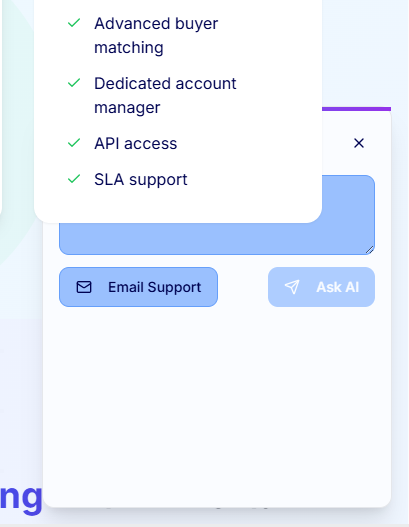 Advanced buyer
matching
Dedicated account
manager
API access
SLA support
Email Support
Ask AI
ng